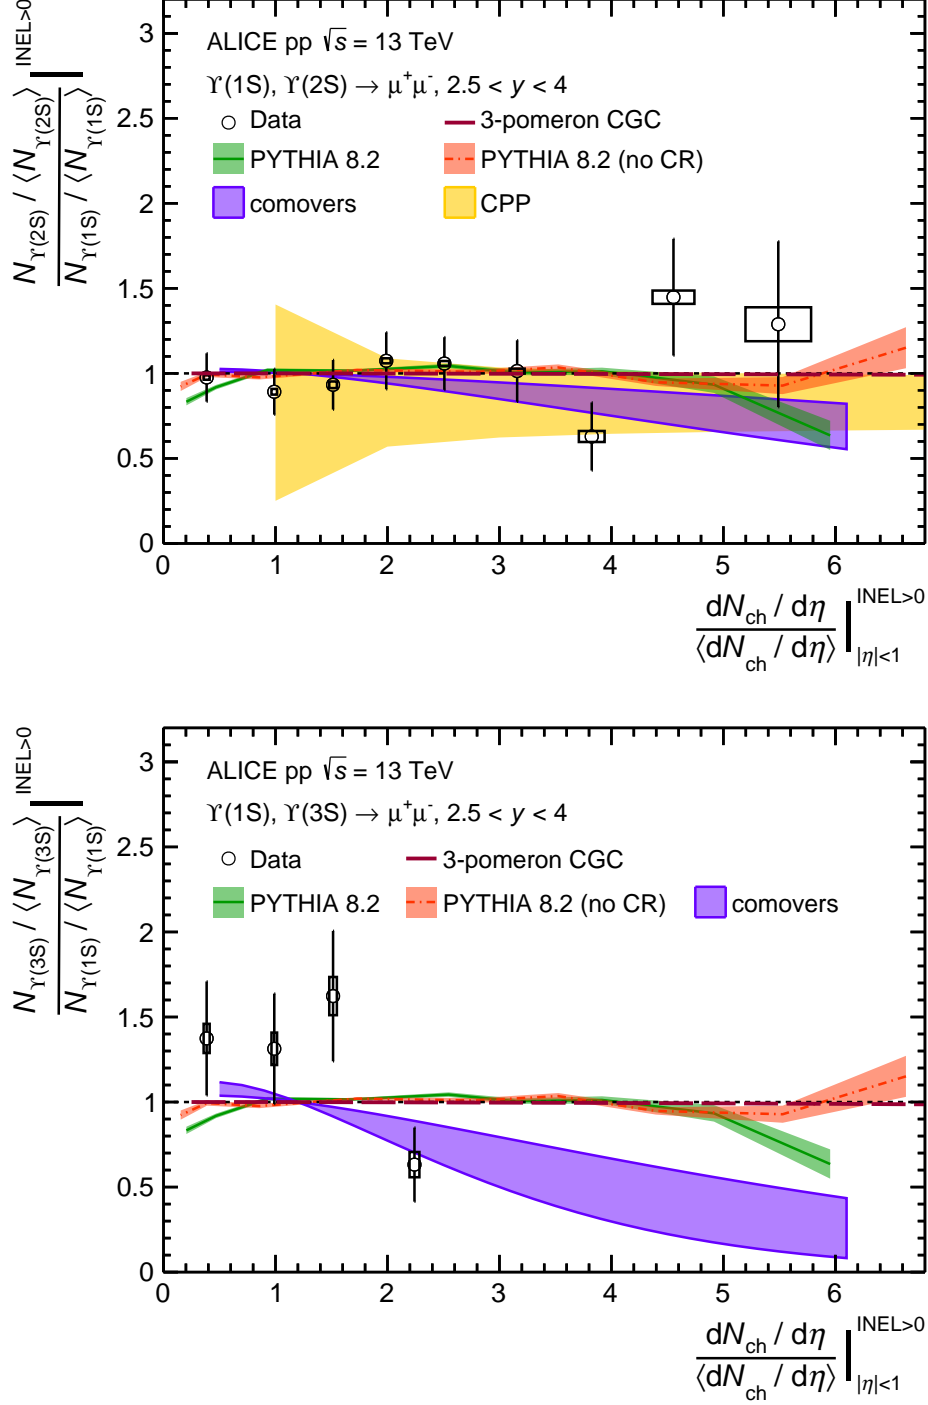 N_ϒ(2S) / ⟨N_ϒ(2S)⟩ |^INEL>0
N_ϒ(1S) / ⟨N_ϒ(1S)⟩
3
2.5
2
1.5
1
0.5
0
ALICE pp √s = 13 TeV
ϒ(1S), ϒ(2S) → μ⁺μ⁻, 2.5 < y < 4
Data
3-pomeron CGC
PYTHIA 8.2
PYTHIA 8.2 (no CR)
comovers
CPP
0 1 2 3 4 5 6
dN_ch / dη |^INEL>0
⟨dN_ch / dη⟩ |_|η|<1
N_ϒ(3S) / ⟨N_ϒ(3S)⟩ |^INEL>0
N_ϒ(1S) / ⟨N_ϒ(1S)⟩
3
2.5
2
1.5
1
0.5
0
ALICE pp √s = 13 TeV
ϒ(1S), ϒ(3S) → μ⁺μ⁻, 2.5 < y < 4
Data
3-pomeron CGC
PYTHIA 8.2
PYTHIA 8.2 (no CR)
comovers
0 1 2 3 4 5 6
dN_ch / dη |^INEL>0
⟨dN_ch / dη⟩ |_|η|<1